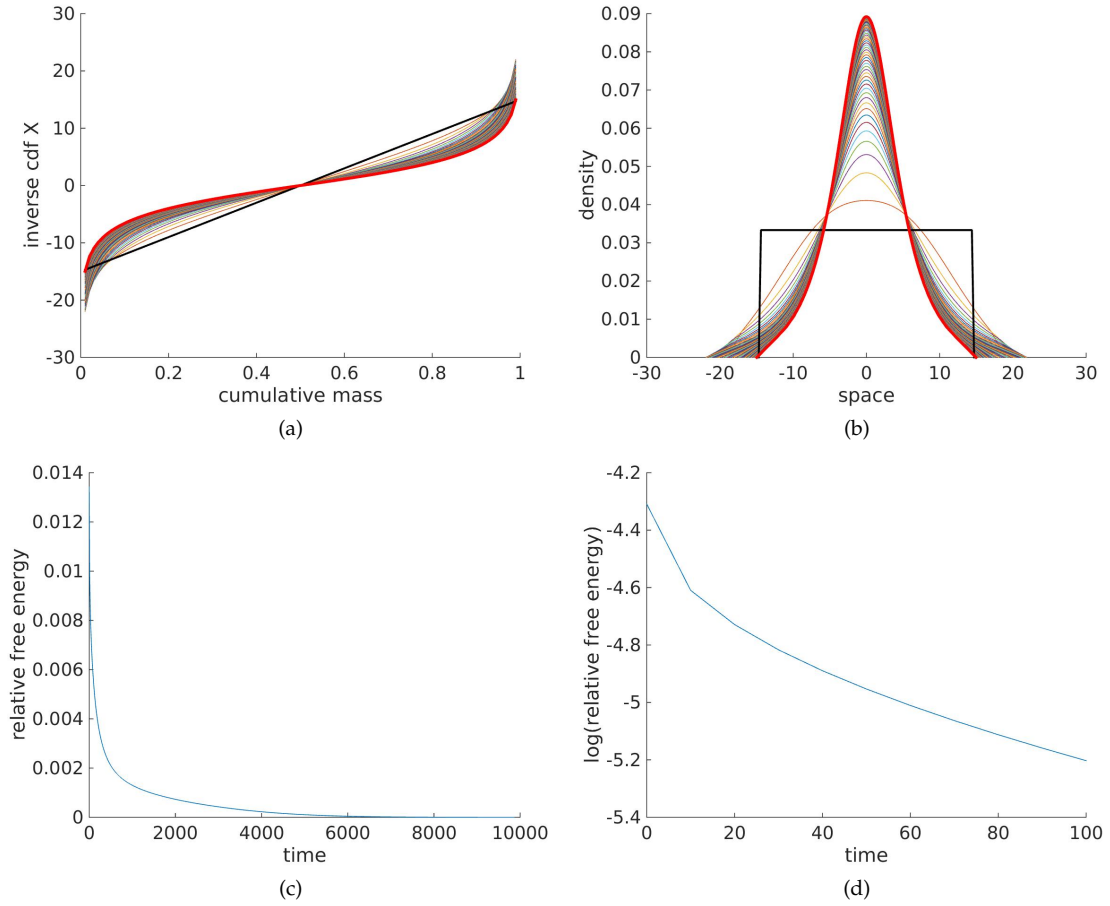 30
20
10
0
-10
-20
-30
inverse cdf X
0 0.2 0.4 0.6 0.8 1
cumulative mass
(a)
0.09
0.08
0.07
0.06
0.05
0.04
0.03
0.02
0.01
0
density
-30 -20 -10 0 10 20 30
space
(b)
0.014
0.012
0.01
0.008
0.006
0.004
0.002
0
relative free energy
0 2000 4000 6000 8000 10000
time
(c)
-4.2
-4.4
-4.6
-4.8
-5
-5.2
-5.4
log(relative free energy)
0 20 40 60 80 100
time
(d)